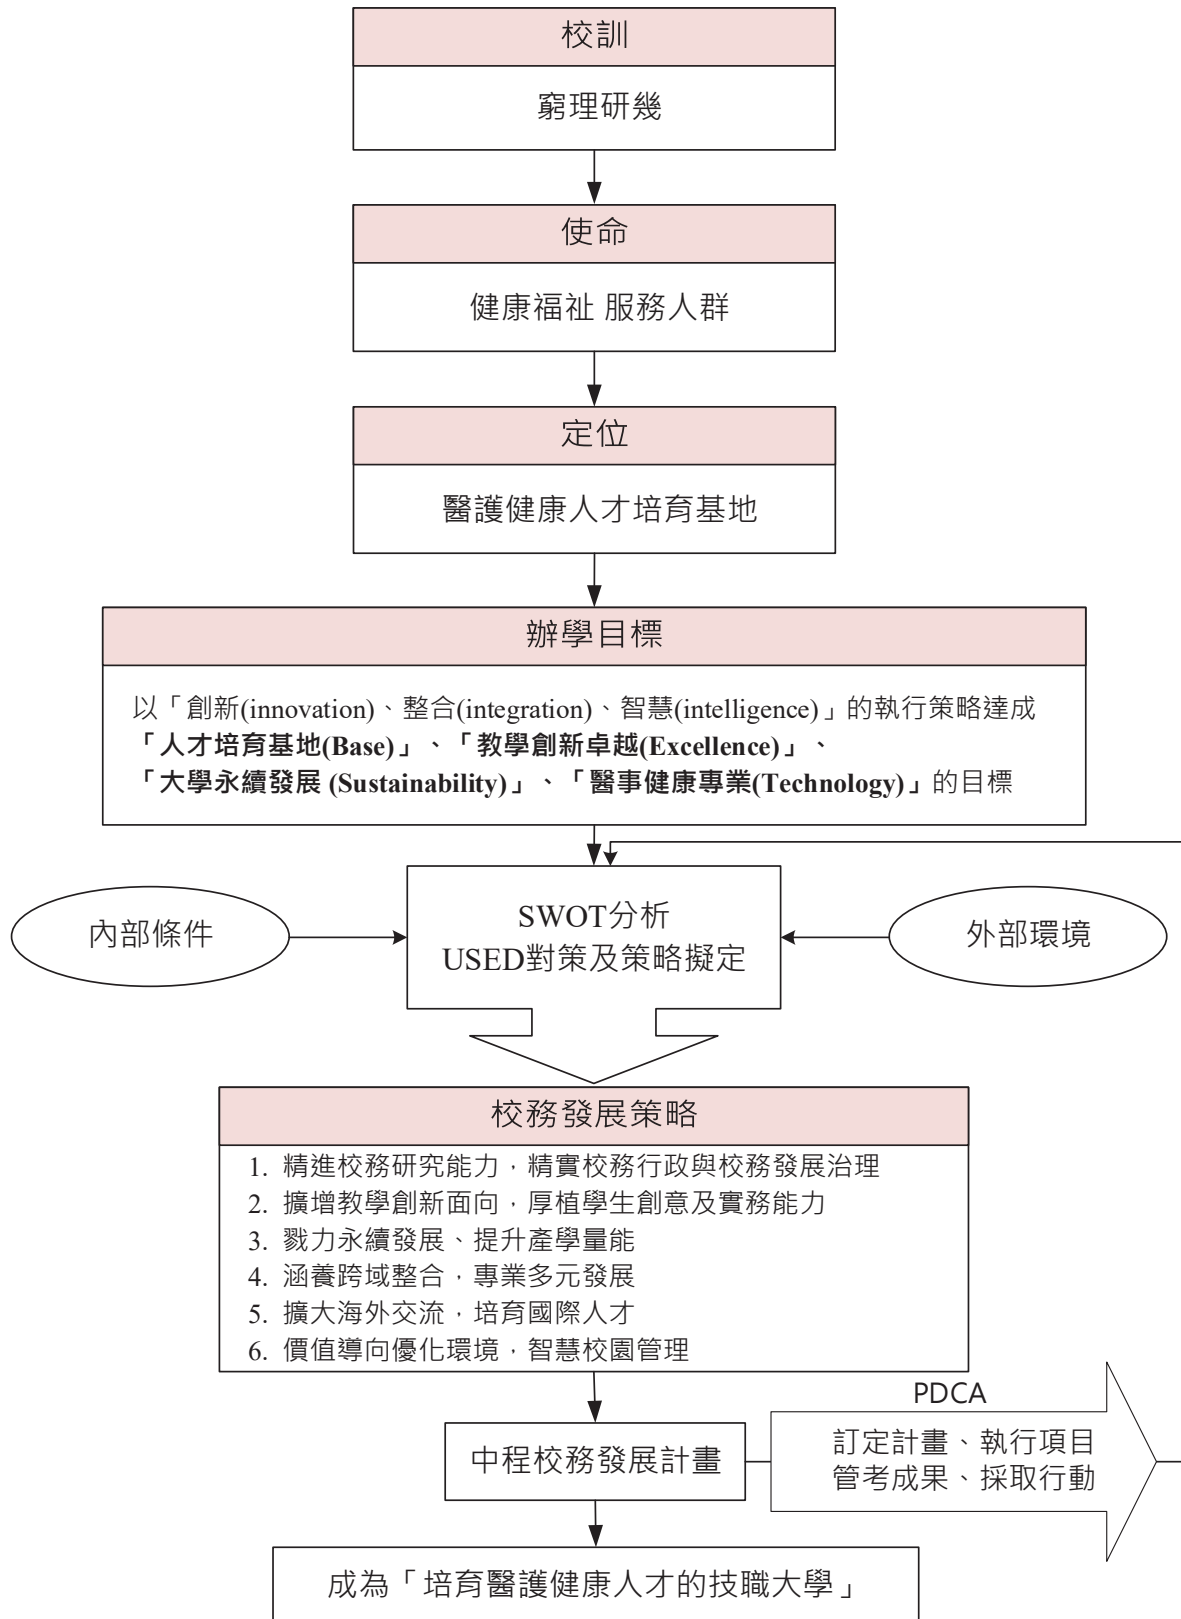 校訓
窮理研幾
使命
健康福祉 服務人群
定位
醫護健康人才培育基地
辦學目標
以「創新(innovation)、整合(integration)、智慧(intelligence)」的執行策略達成
「人才培育基地(Base)」、「教學創新卓越(Excellence)」、
「大學永續發展 (Sustainability)」、「醫事健康專業(Technology)」的目標
內部條件
SWOT分析
USED對策及策略擬定
外部環境
校務發展策略
1. 精進校務研究能力，精實校務行政與校務發展治理
2. 擴增教學創新面向，厚植學生創意及實務能力
3. 戮力永續發展、提升產學量能
4. 涵養跨域整合，專業多元發展
5. 擴大海外交流，培育國際人才
6. 價值導向優化環境，智慧校園管理
中程校務發展計畫
PDCA
訂定計畫、執行項目
管考成果、採取行動
成為「培育醫護健康人才的技職大學」